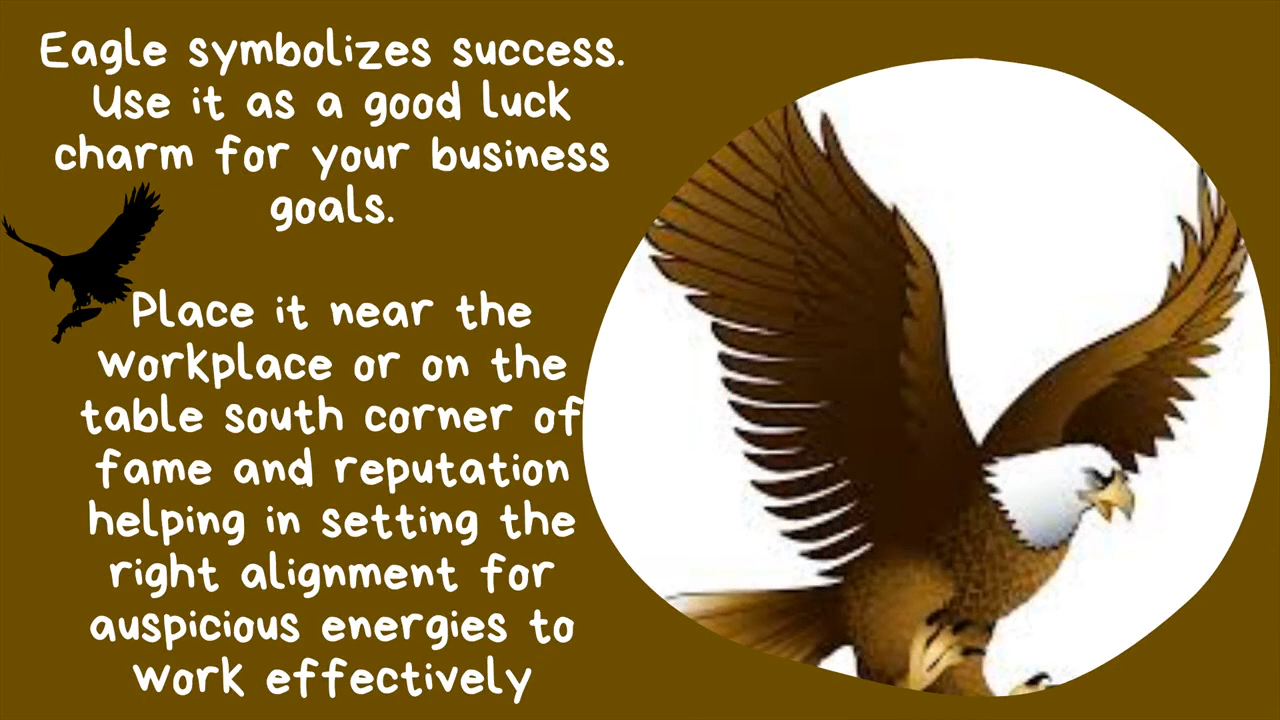 Eagle symbolizes success.
Use it as a good luck
charm for your business
goals.
Place it near the
workplace or on the
table south corner of
fame and reputation
helping in setting the
right alignment for
auspicious energies to
work effectively